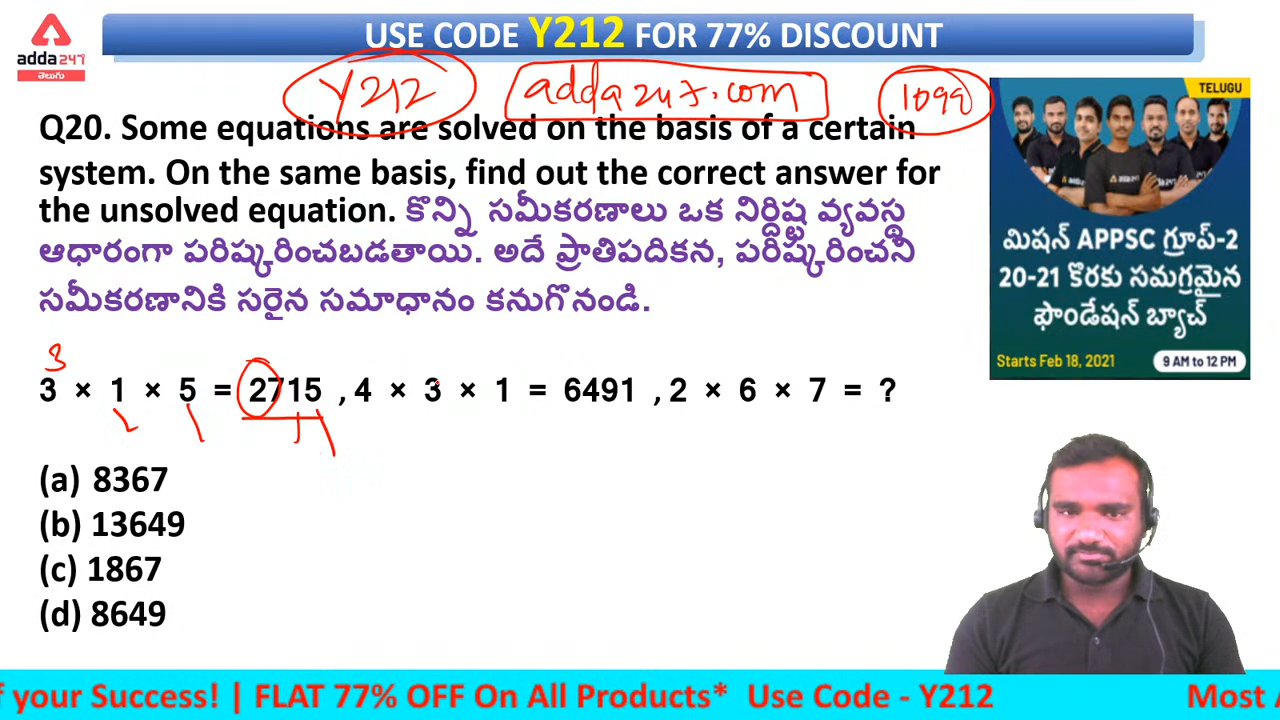 USE CODE Y212 FOR 77% DISCOUNT
adda247
తెలుగు
Y212
adda247.com
1099
TELUGU
Q20. Some equations are solved on the basis of a certain
system. On the same basis, find out the correct answer for
the unsolved equation. కొన్ని సమీకరణాలు ఒక నిర్దిష్ట వ్యవస్థ
ఆధారంగా పరిష్కరించబడతాయి. అదే ప్రాతిపదికన, పరిష్కరించని
సమీకరణానికి సరైన సమాధానం కనుగొనండి.
మిషన్ APPSC గ్రూప్-2
20-21 కొరకు సమగ్రమైన
ఫౌండేషన్ బ్యాచ్
Starts Feb 18, 2021
9 AM to 12 PM
3
3 × 1 × 5 = 2715 , 4 × 3 × 1 = 6491 , 2 × 6 × 7 = ?
(a) 8367
(b) 13649
(c) 1867
(d) 8649
f your Success! | FLAT 77% OFF On All Products* Use Code - Y212
Most